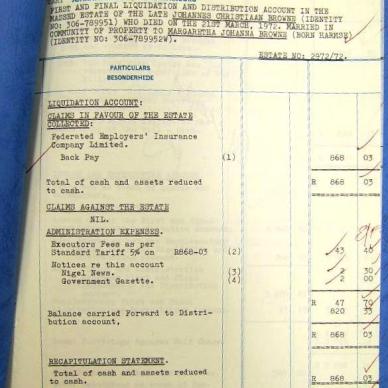 FIRST AND FINAL LIQUIDATION AND DISTRIBUTION ACCOUNT IN THE
MASSED ESTATE OF THE LATE JOHANNES CHRISTIAAN BROWNE (IDENTITY
NO: 306-789951) WHO DIED ON THE 21ST MARCH, 1972. MARRIED IN
COMMUNITY OF PROPERTY TO MARGARETHA JOHANNA BROWNE (BORN HARMSE)
(IDENTITY NO: 306-789952W).
ESTATE NO: 2972/72.
PARTICULARS
BESONDERHEDE
LIQUIDATION ACCOUNT:
CLAIMS IN FAVOUR OF THE ESTATE
COLLECTED:
Federated Employers' Insurance
Company Limited.
Back Pay (1) 868 03
Total of cash and assets reduced R 868 03
to cash.
CLAIMS AGAINST THE ESTATE
NIL.
ADMINISTRATION EXPENSES.
Executors Fees as per
Standard Tariff 5% on R868-03 (2) 43 40
Notices re this account
Nigel News. (3) 2 30
Government Gazette. (4) 2 00
R 47 70
Balance carried Forward to Distri- 820 33
bution account.
R 868 03
RECAPITULATION STATEMENT.
Total of cash and assets reduced
to cash. R 868 03